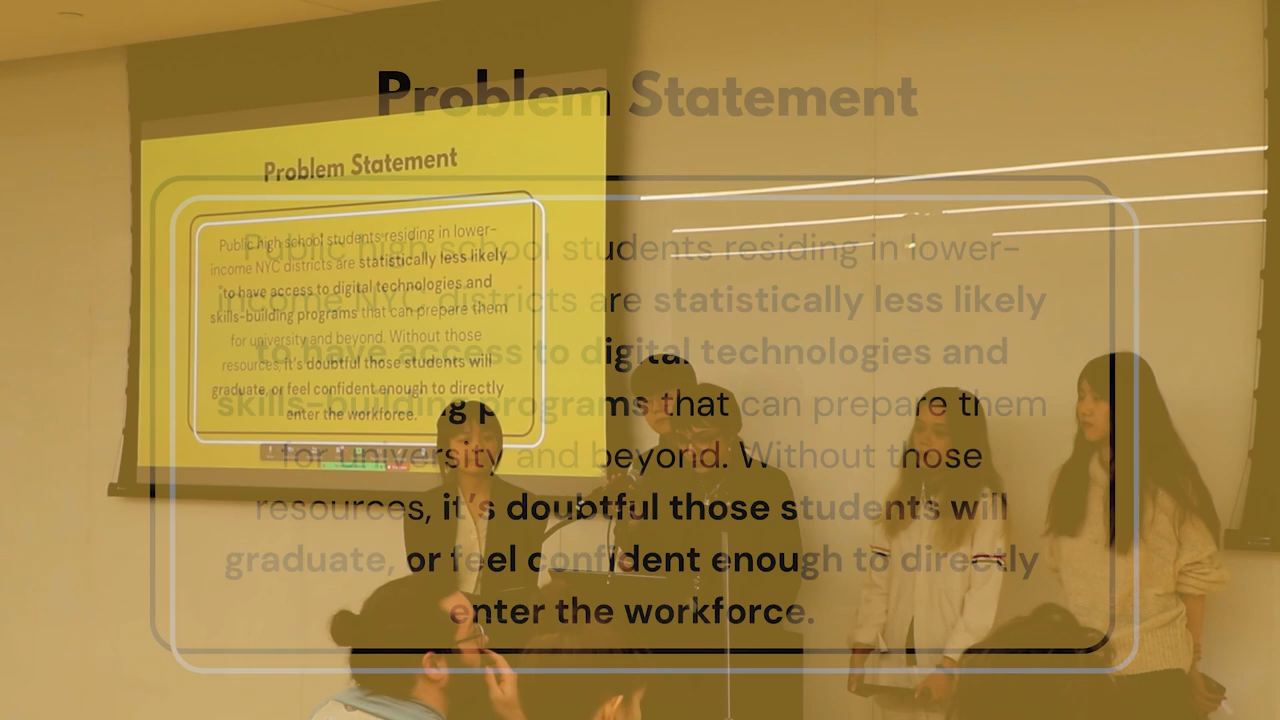 Problem Statement
Public high school students residing in lower-
income NYC districts are statistically less likely
to have access to digital technologies and
skills-building programs that can prepare them
for university and beyond. Without those
resources, it's doubtful those students will
graduate, or feel confident enough to directly
enter the workforce.
Problem Statement
Public high school students residing in lower-
income NYC districts are statistically less likely
to have access to digital technologies and
skills-building programs that can prepare them
for university and beyond. Without those
resources, it’s doubtful those students will
graduate, or feel confident enough to directly
enter the workforce.